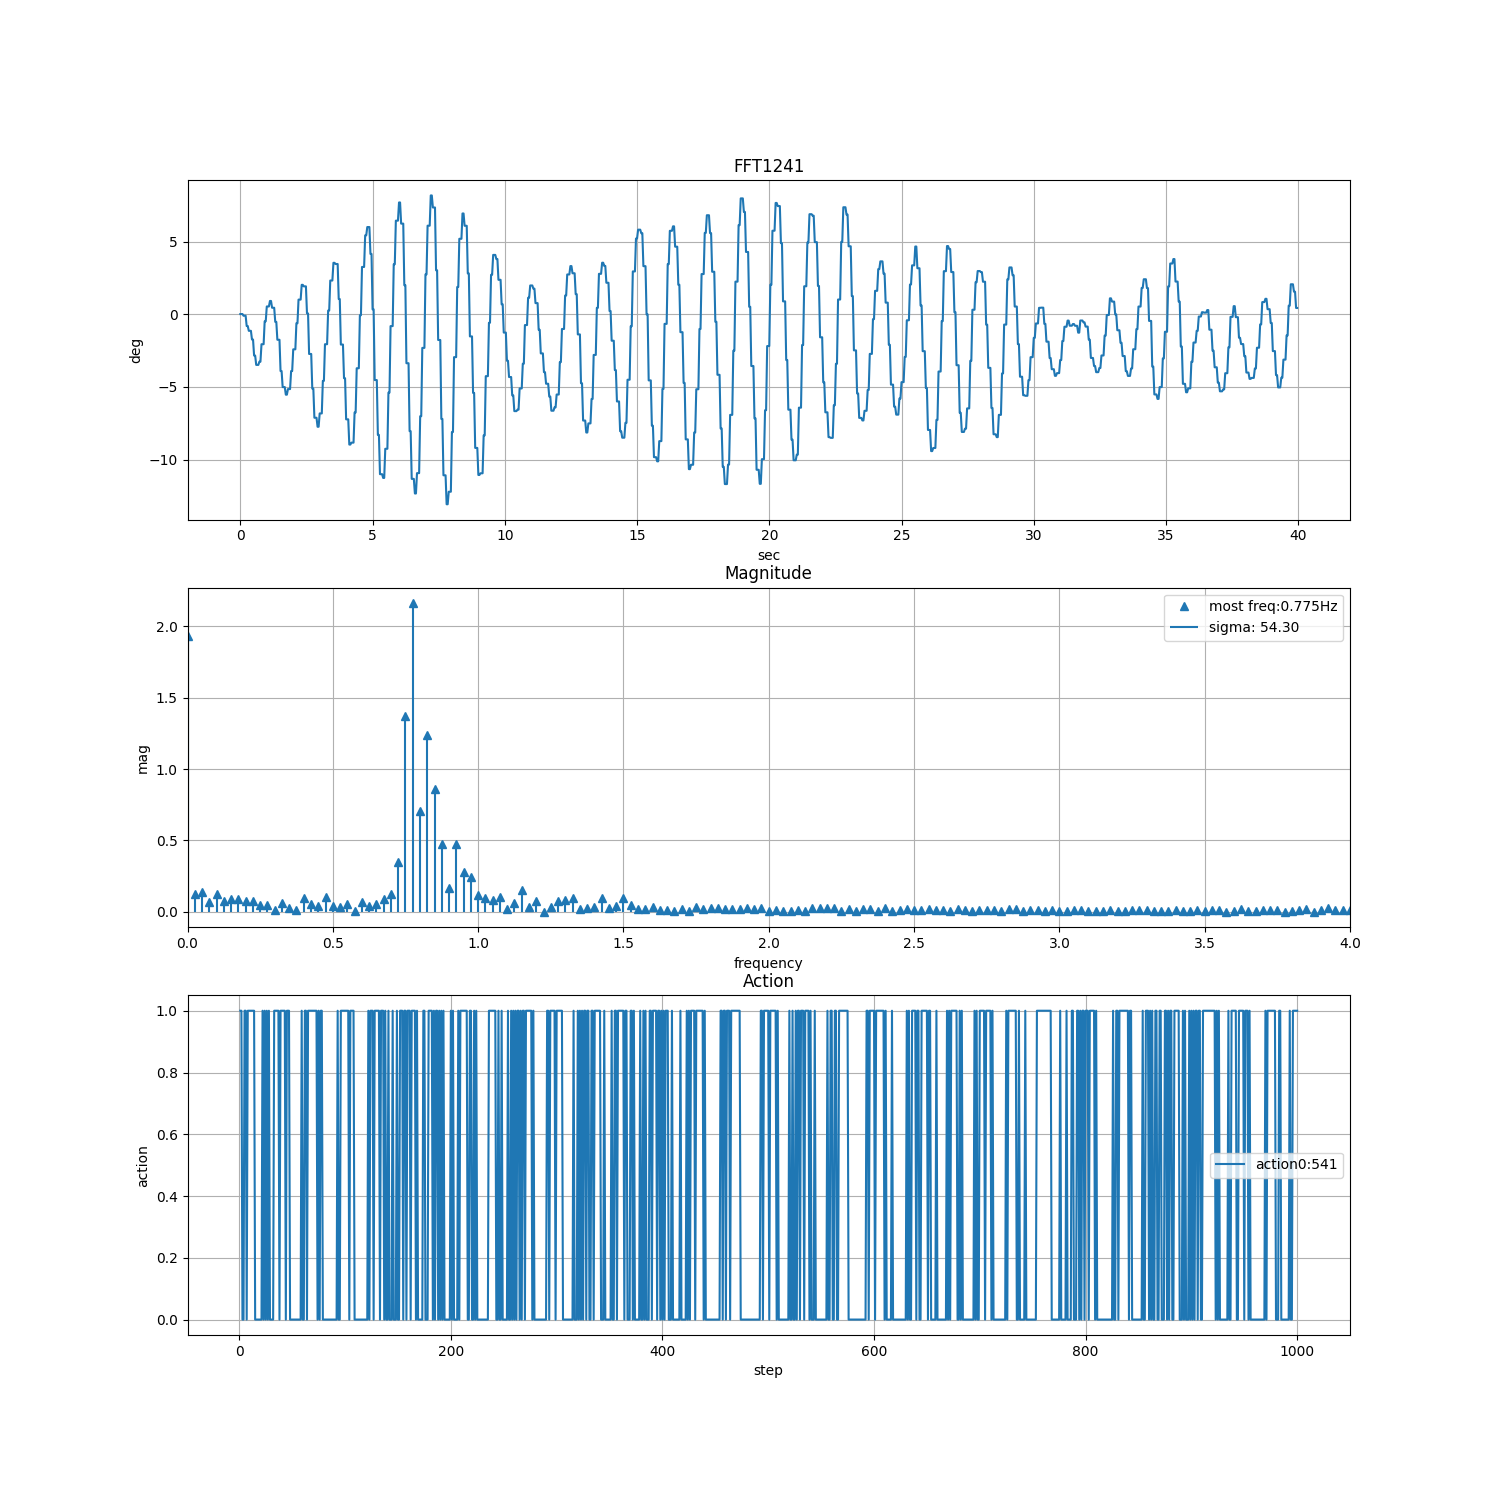 FFT1241
5
0
−5
−10
deg
0 5 10 15 20 25 30 35 40
sec
Magnitude
most freq:0.775Hz
sigma: 54.30
2.0
1.5
1.0
0.5
0.0
mag
0.0 0.5 1.0 1.5 2.0 2.5 3.0 3.5 4.0
frequency
Action
1.0
0.8
0.6
0.4
0.2
0.0
action
action0:541
0 200 400 600 800 1000
step